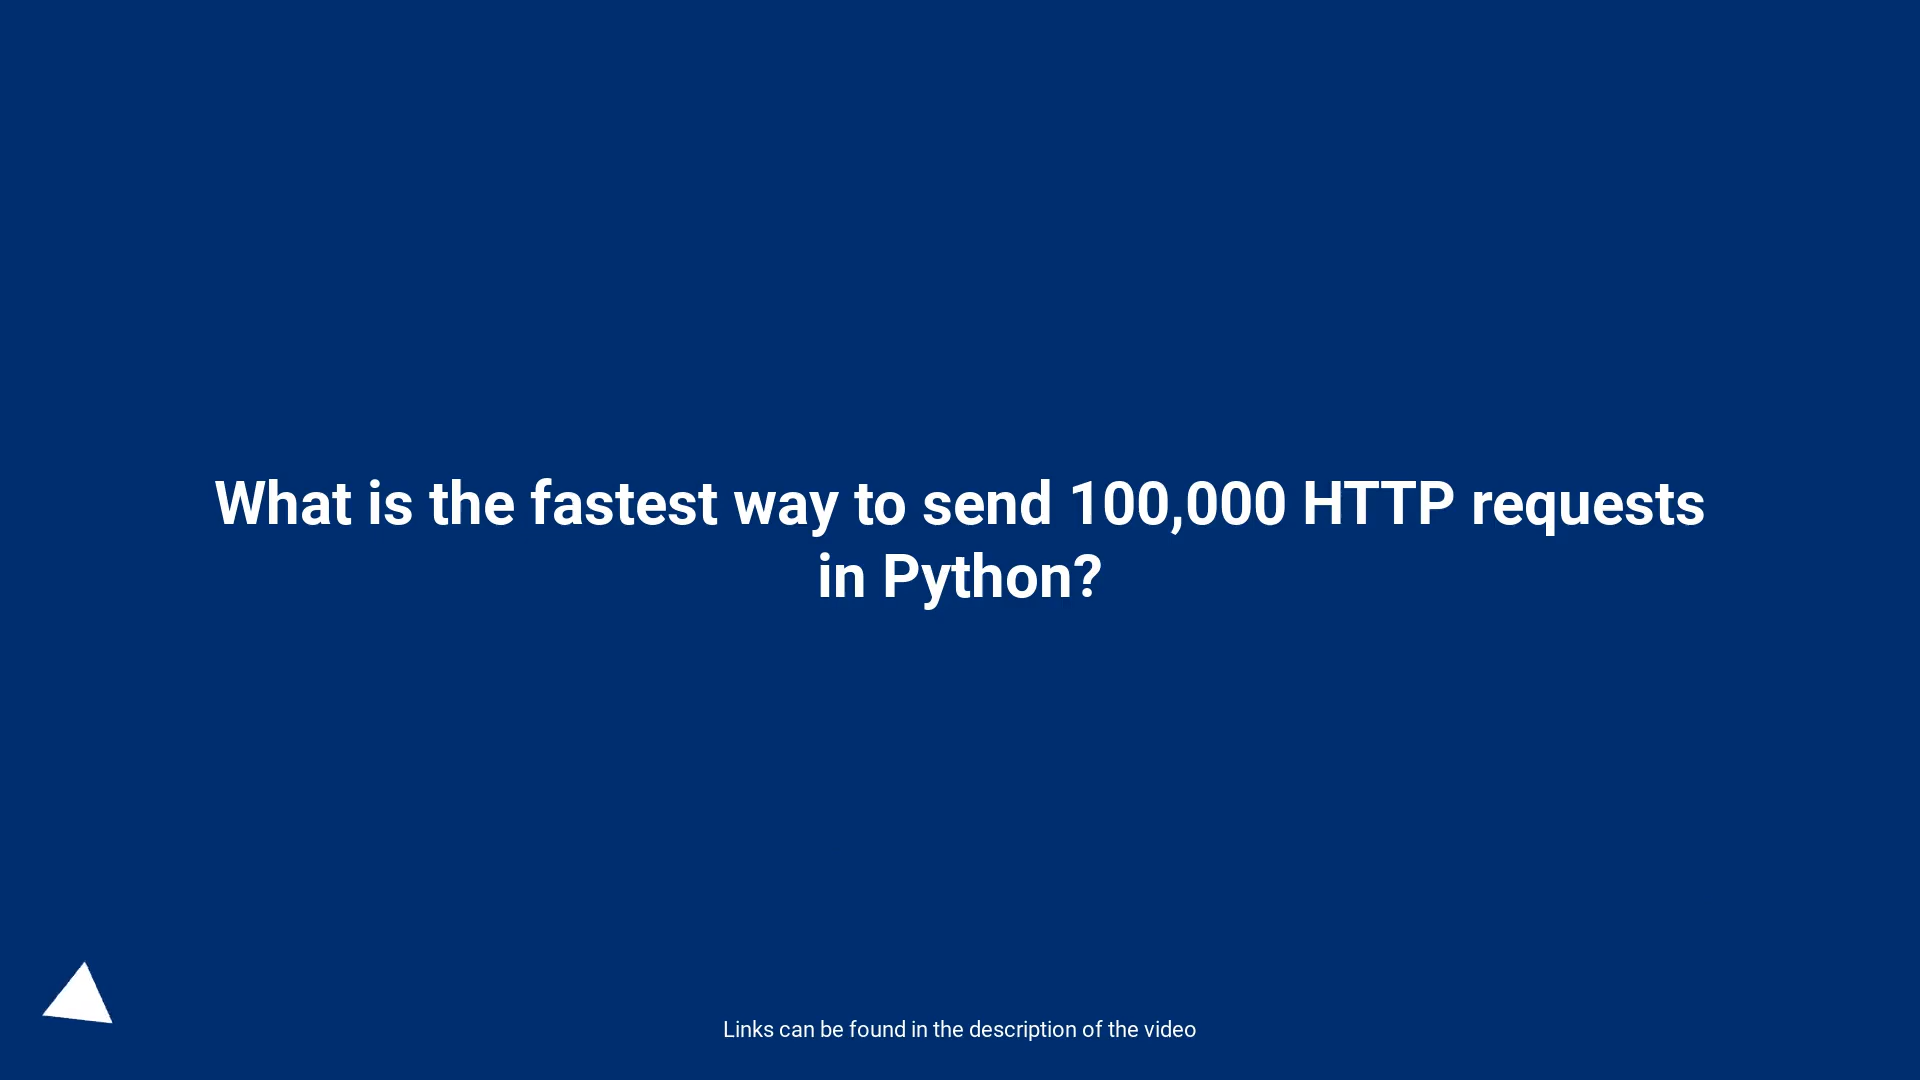 What is the fastest way to send 100,000 HTTP requests
in Python?
Links can be found in the description of the video